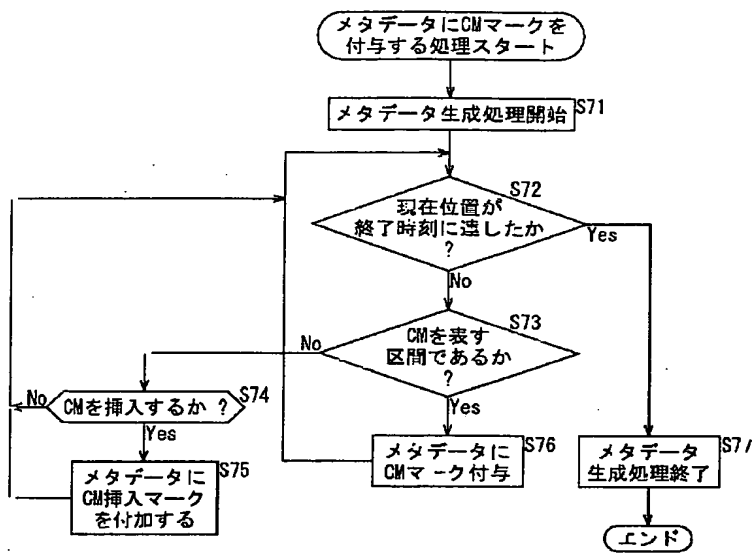 メタデータにCMマークを
付与する処理スタート
メタデータ生成処理開始
S71
S72
現在位置が
終了時刻に達したか
?
Yes
No
S73
CMを表す
区間であるか
?
No
Yes
CMを挿入するか ?
S74
No
Yes
メタデータに
CM挿入マーク
を付加する
S75
メタデータに
CMマーク付与
S76
メタデータ
生成処理終了
S77
エンド